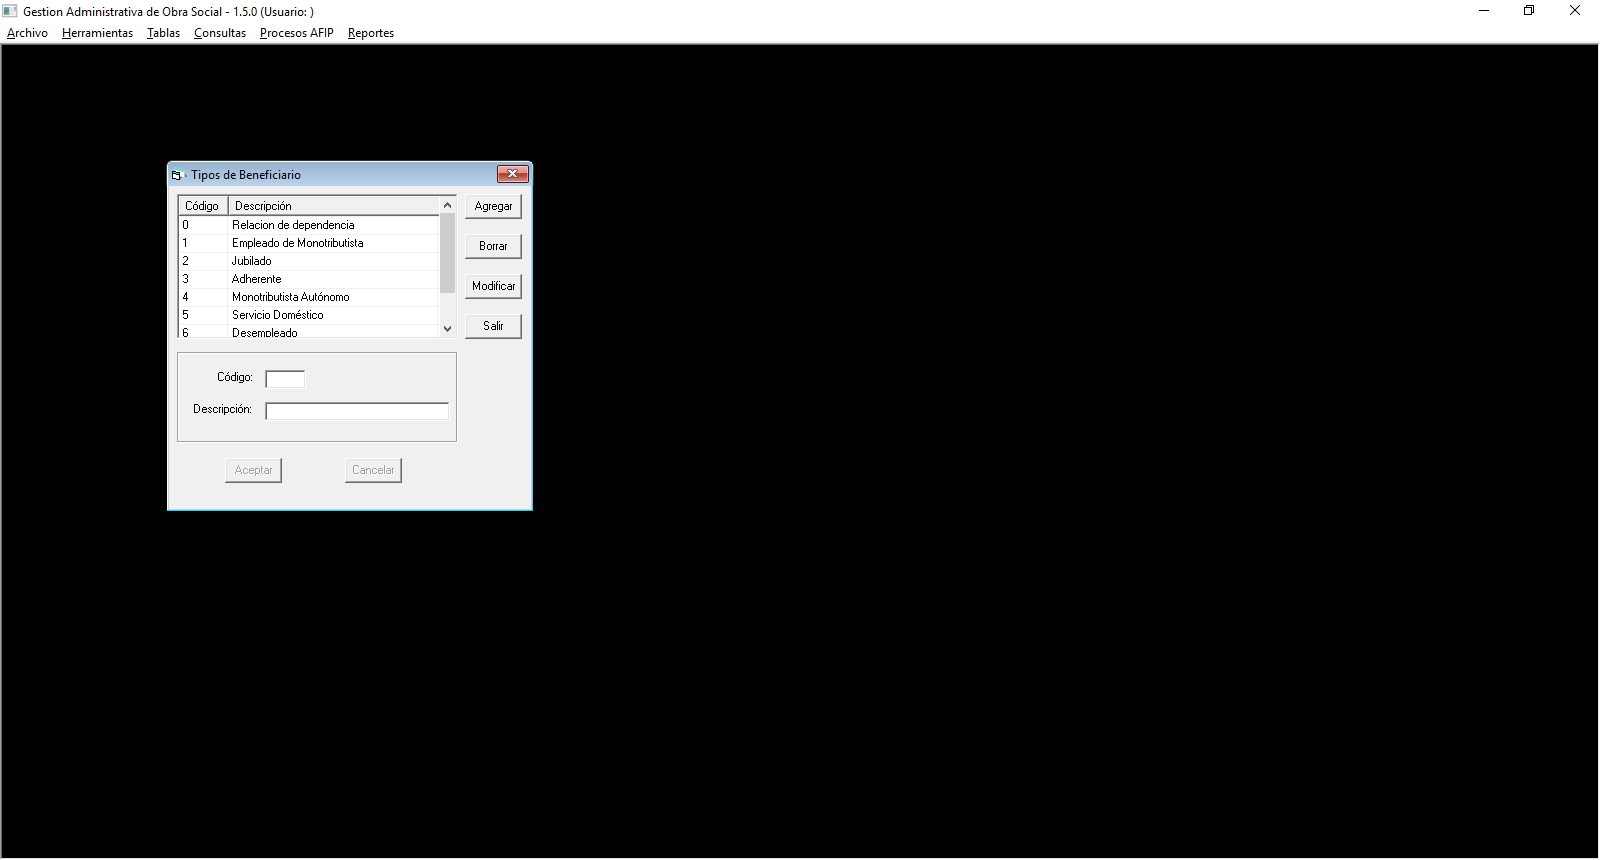 Gestion Administrativa de Obra Social - 1.5.0 (Usuario: )
Archivo Herramientas Tablas Consultas Procesos AFIP Reportes
Tipos de Beneficiario
Código Descripción
0 Relacion de dependencia
1 Empleado de Monotributista
2 Jubilado
3 Adherente
4 Monotributista Autónomo
5 Servicio Doméstico
6 Desempleado
Agregar
Borrar
Modificar
Salir
Código:
Descripción:
Aceptar Cancelar